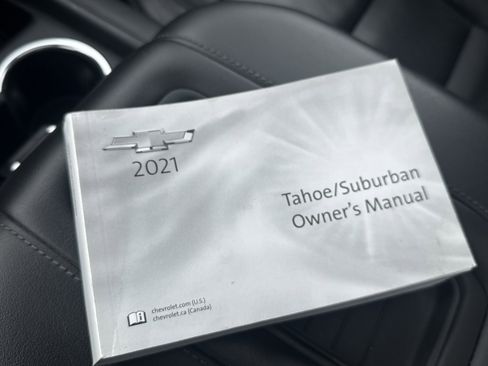 2021
Tahoe/Suburban
Owner's Manual
chevrolet.com (U.S.)
chevrolet.ca (Canada)